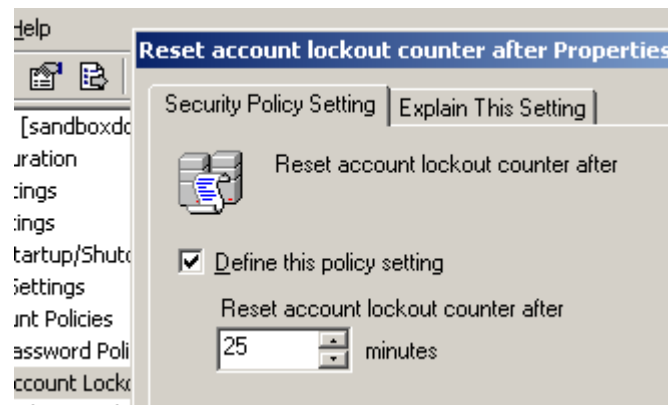 Help
Reset account lockout counter after Properties
Security Policy Setting
Explain This Setting
[sandboxdo
uration
tings
tings
tartup/Shutd
Settings
unt Policies
assword Poli
ccount Locko
Reset account lockout counter after
Define this policy setting
Reset account lockout counter after
25
minutes